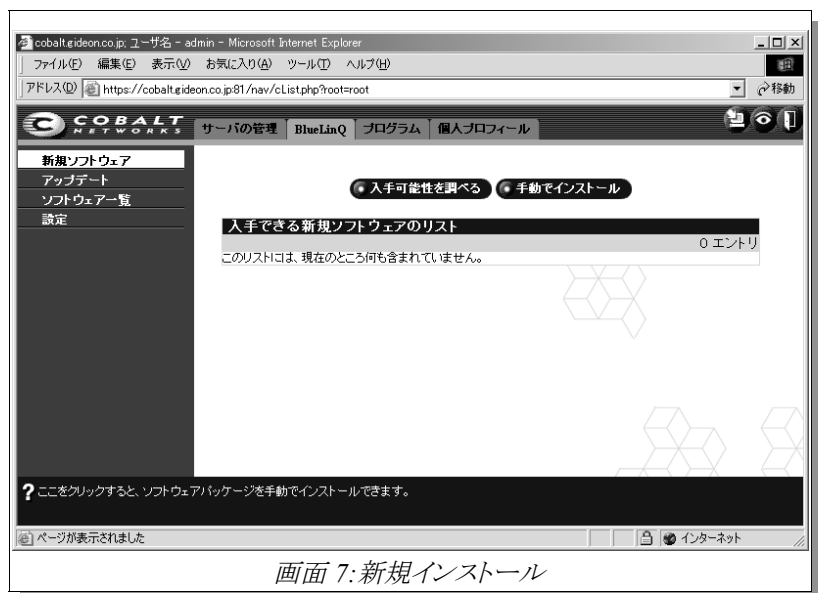 cobalt.gideon.co.jp: ユーザ名 - admin - Microsoft Internet Explorer
ファイル(F) 編集(E) 表示(V) お気に入り(A) ツール(T) ヘルプ(H)
アドレス(D) https://cobalt.gideon.co.jp:81/nav/cList.php?root=root 移動
COBALT NETWORKS サーバの管理 BlueLinQ プログラム 個人プロフィール
新規ソフトウェア
アップデート
ソフトウェアー覧
設定
入手可能性を調べる 手動でインストール
入手できる新規ソフトウェアのリスト
0 エントリ
このリストには、現在のところ何も含まれていません。
?ここをクリックすると、ソフトウェアパッケージを手動でインストールできます。
ページが表示されました インターネット
画面 7:新規インストール